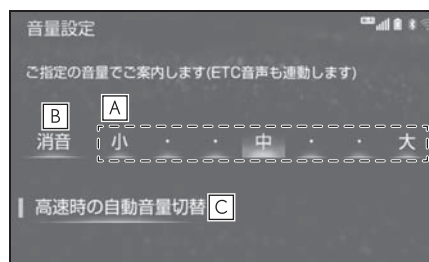 音量設定
ご指定の音量でご案内します(ETC音声も連動します)
B A
消音 小 ・ ・ 中 ・ ・ 大
高速時の自動音量切替 C